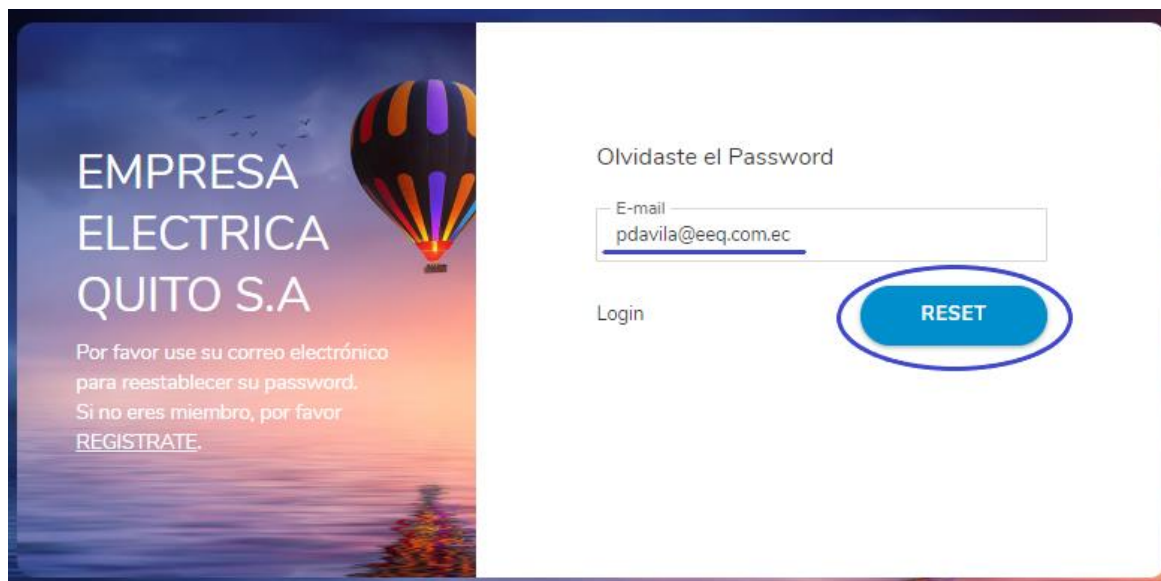 EMPRESA
ELECTRICA
QUITO S.A
Por favor use su correo electrónico
para reestablecer su password.
Si no eres miembro, por favor
REGISTRATE.
Olvidaste el Password
E-mail
pdavila@eeq.com.ec
Login
RESET